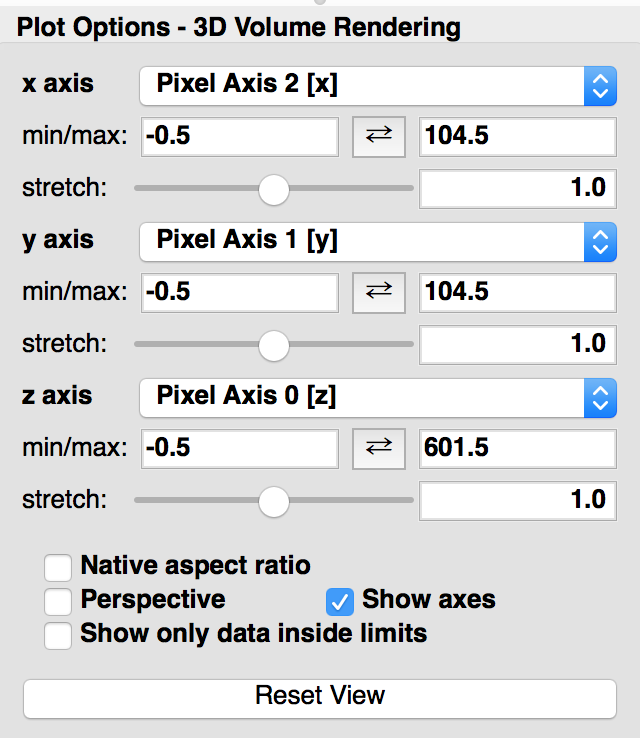 Plot Options - 3D Volume Rendering
x axis Pixel Axis 2 [x]
min/max: -0.5 ⇄ 104.5
stretch: 1.0
y axis Pixel Axis 1 [y]
min/max: -0.5 ⇄ 104.5
stretch: 1.0
z axis Pixel Axis 0 [z]
min/max: -0.5 ⇄ 601.5
stretch: 1.0
Native aspect ratio
Perspective Show axes
Show only data inside limits
Reset View